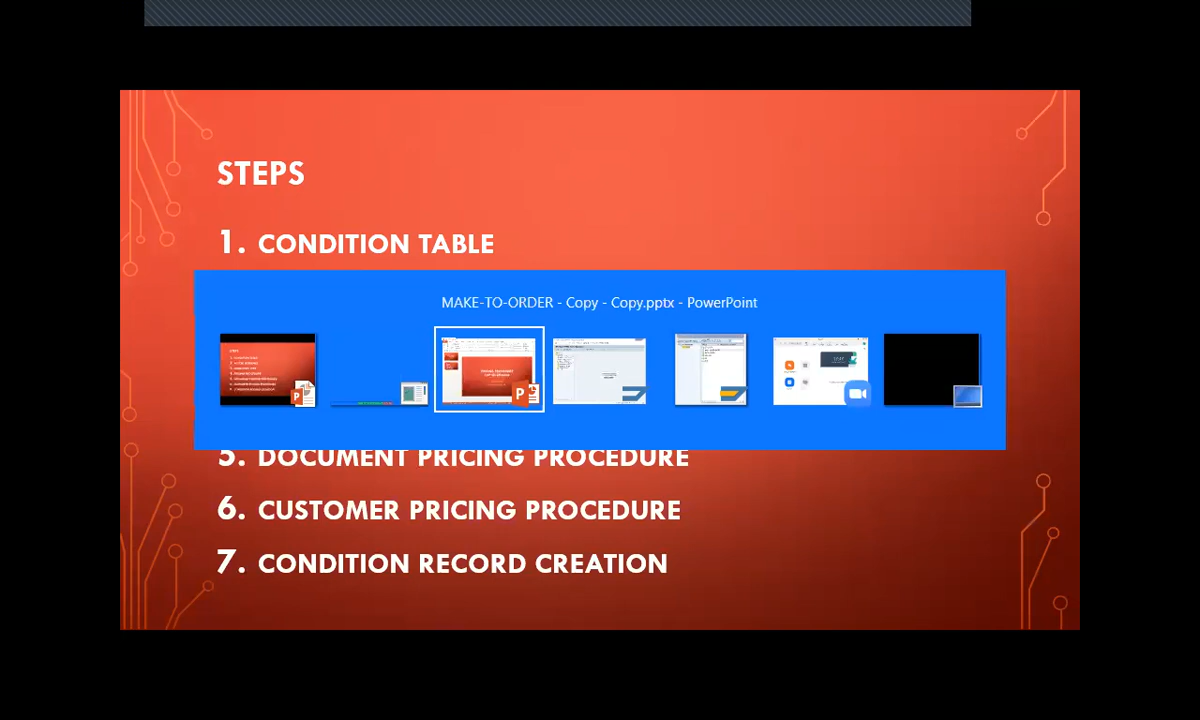 STEPS
1. CONDITION TABLE
MAKE-TO-ORDER - Copy - Copy.pptx - PowerPoint
5. DOCUMENT PRICING PROCEDURE
6. CUSTOMER PRICING PROCEDURE
7. CONDITION RECORD CREATION